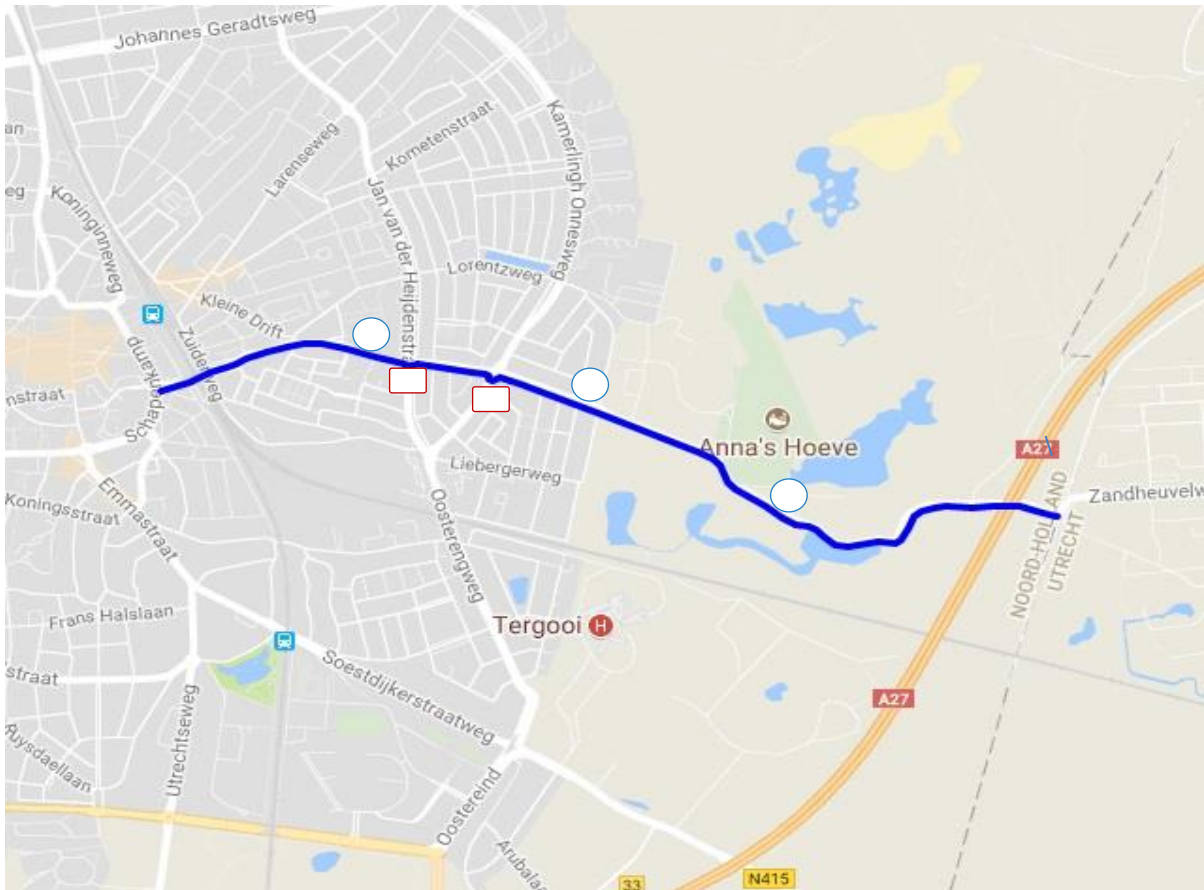 Johannes Geradtsweg
Kamerlingh Onnesweg
Kometenstraat
Larenseweg
Koninginneweg
Jan van der Heijdenstra
Lorentzweg
Kleine Drift
Zuiderweg
Schapenkamp
nstraat
Anna's Hoeve
A27
Liebergerweg
Zandheuvelw
Emmastraat
Koningsstraat
Oosterengweg
NOORD-HOLLAND
UTRECHT
Frans Halslaan
Tergooi H
Soestdijkerstraatweg
straat
A27
Utrechtseweg
Ruysdaellaan
Oostereind
Arubalaa
33
N415